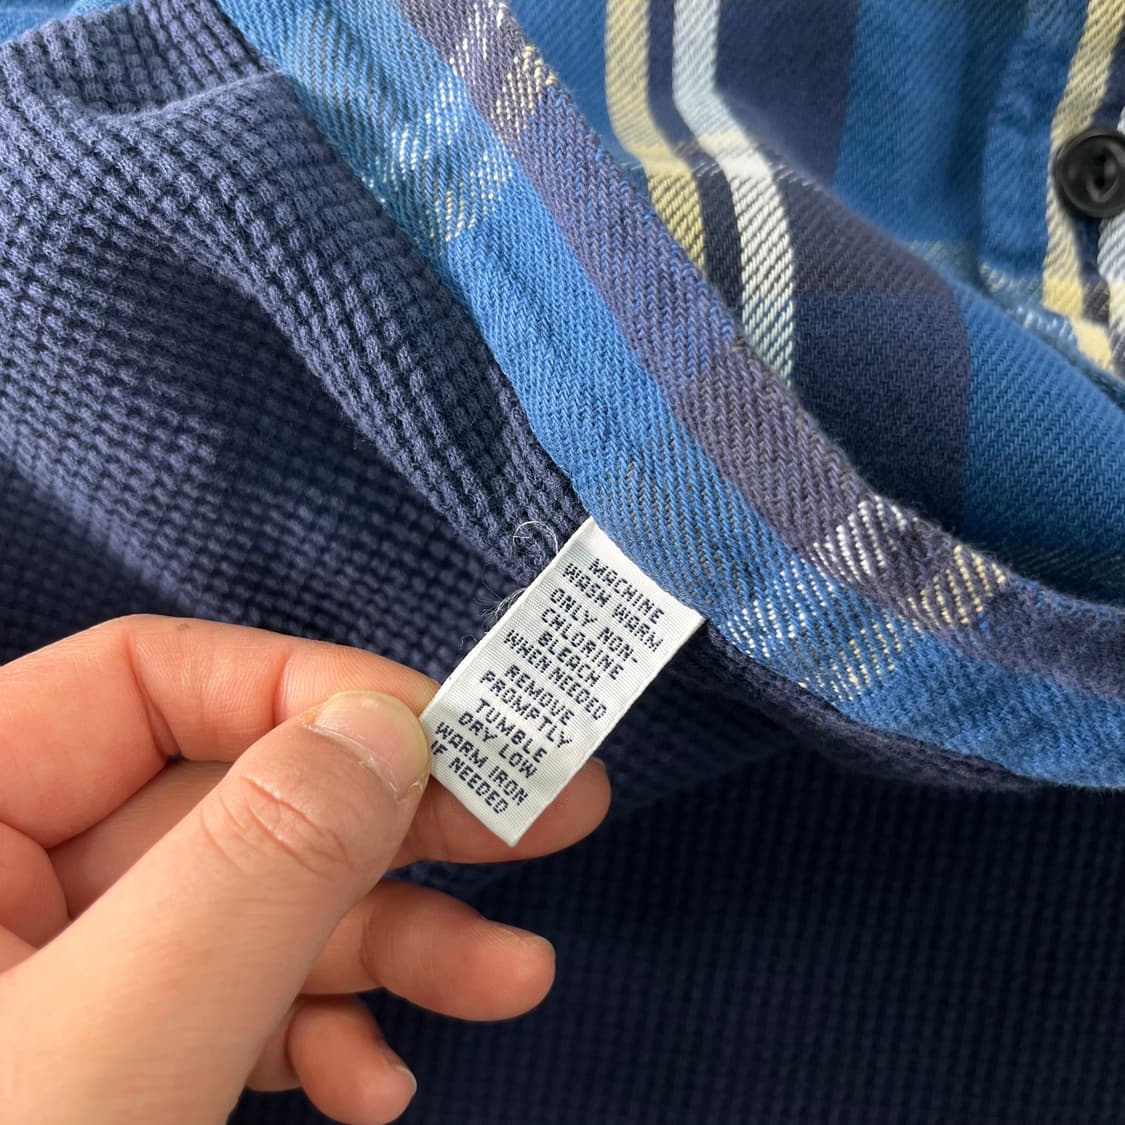 MACHINE
WASH WARM
ONLY NON-
CHLORINE
BLEACH
WHEN NEEDED
REMOVE
PROMPTLY
TUMBLE
DRY LOW
WARM IRON
IF NEEDED